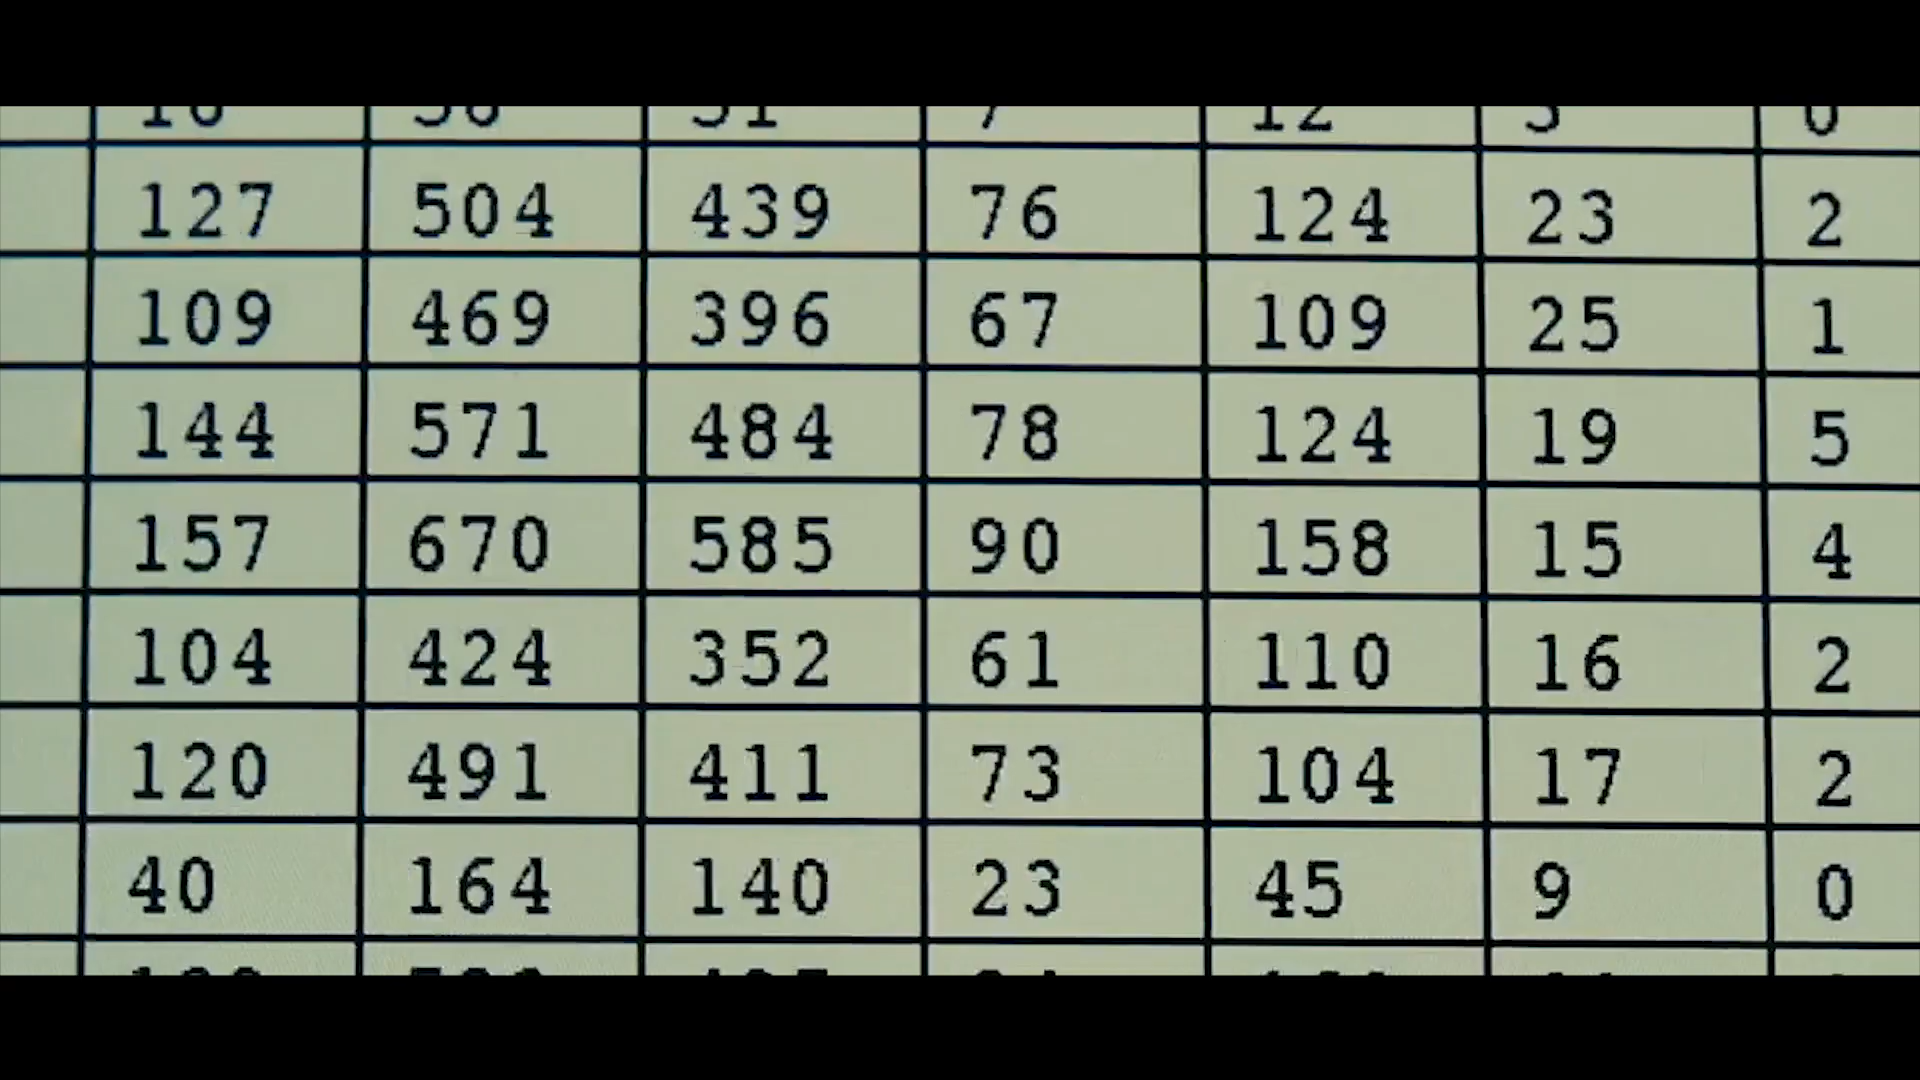 127 504 439 76 124 23 2
109 469 396 67 109 25 1
144 571 484 78 124 19 5
157 670 585 90 158 15 4
104 424 352 61 110 16 2
120 491 411 73 104 17 2
40 164 140 23 45 9 0